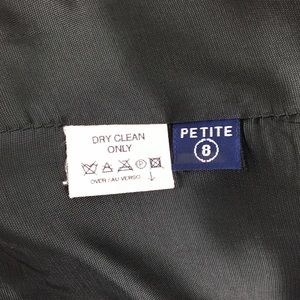 DRY CLEAN
ONLY
OVER/AU VERSO
PETITE
8